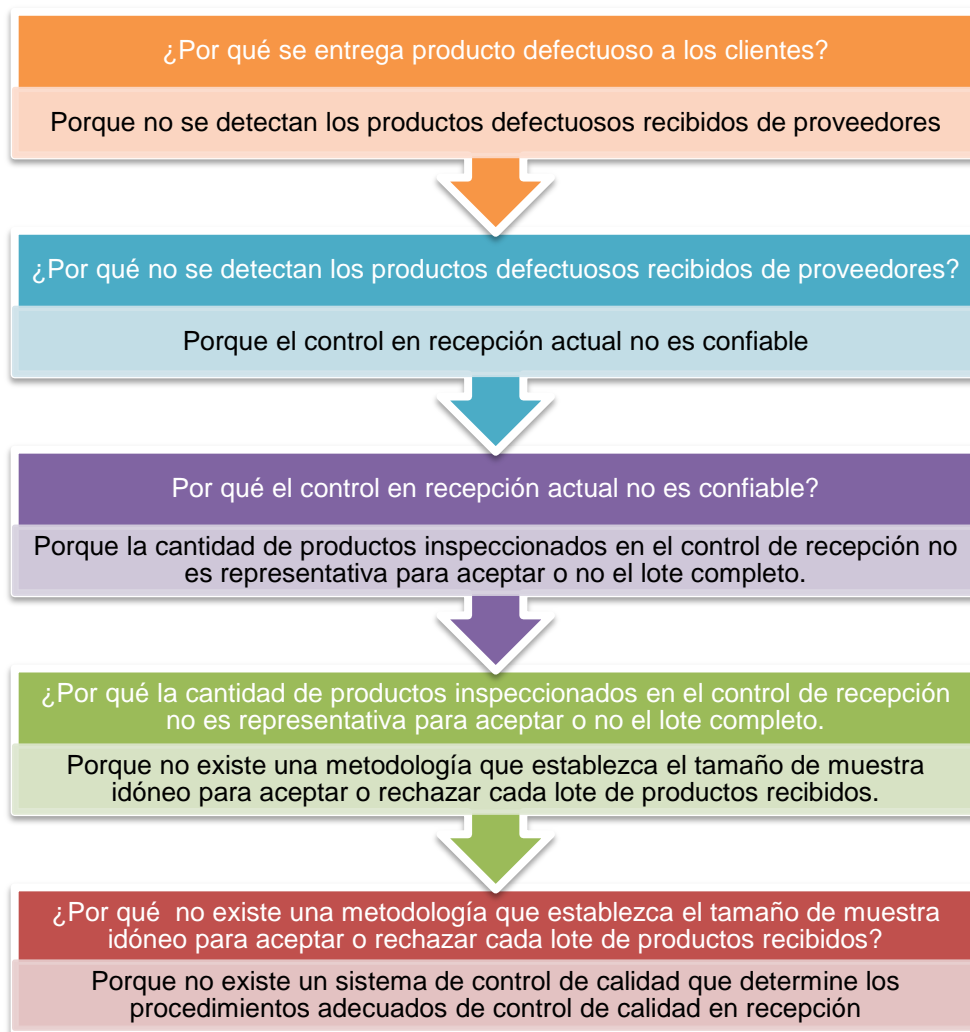 ¿Por qué se entrega producto defectuoso a los clientes?
Porque no se detectan los productos defectuosos recibidos de proveedores
¿Por qué no se detectan los productos defectuosos recibidos de proveedores?
Porque el control en recepción actual no es confiable
Por qué el control en recepción actual no es confiable?
Porque la cantidad de productos inspeccionados en el control de recepción no
es representativa para aceptar o no el lote completo.
¿Por qué la cantidad de productos inspeccionados en el control de recepción
no es representativa para aceptar o no el lote completo.
Porque no existe una metodología que establezca el tamaño de muestra
idóneo para aceptar o rechazar cada lote de productos recibidos.
¿Por qué  no existe una metodología que establezca el tamaño de muestra
idóneo para aceptar o rechazar cada lote de productos recibidos?
Porque no existe un sistema de control de calidad que determine los
procedimientos adecuados de control de calidad en recepción